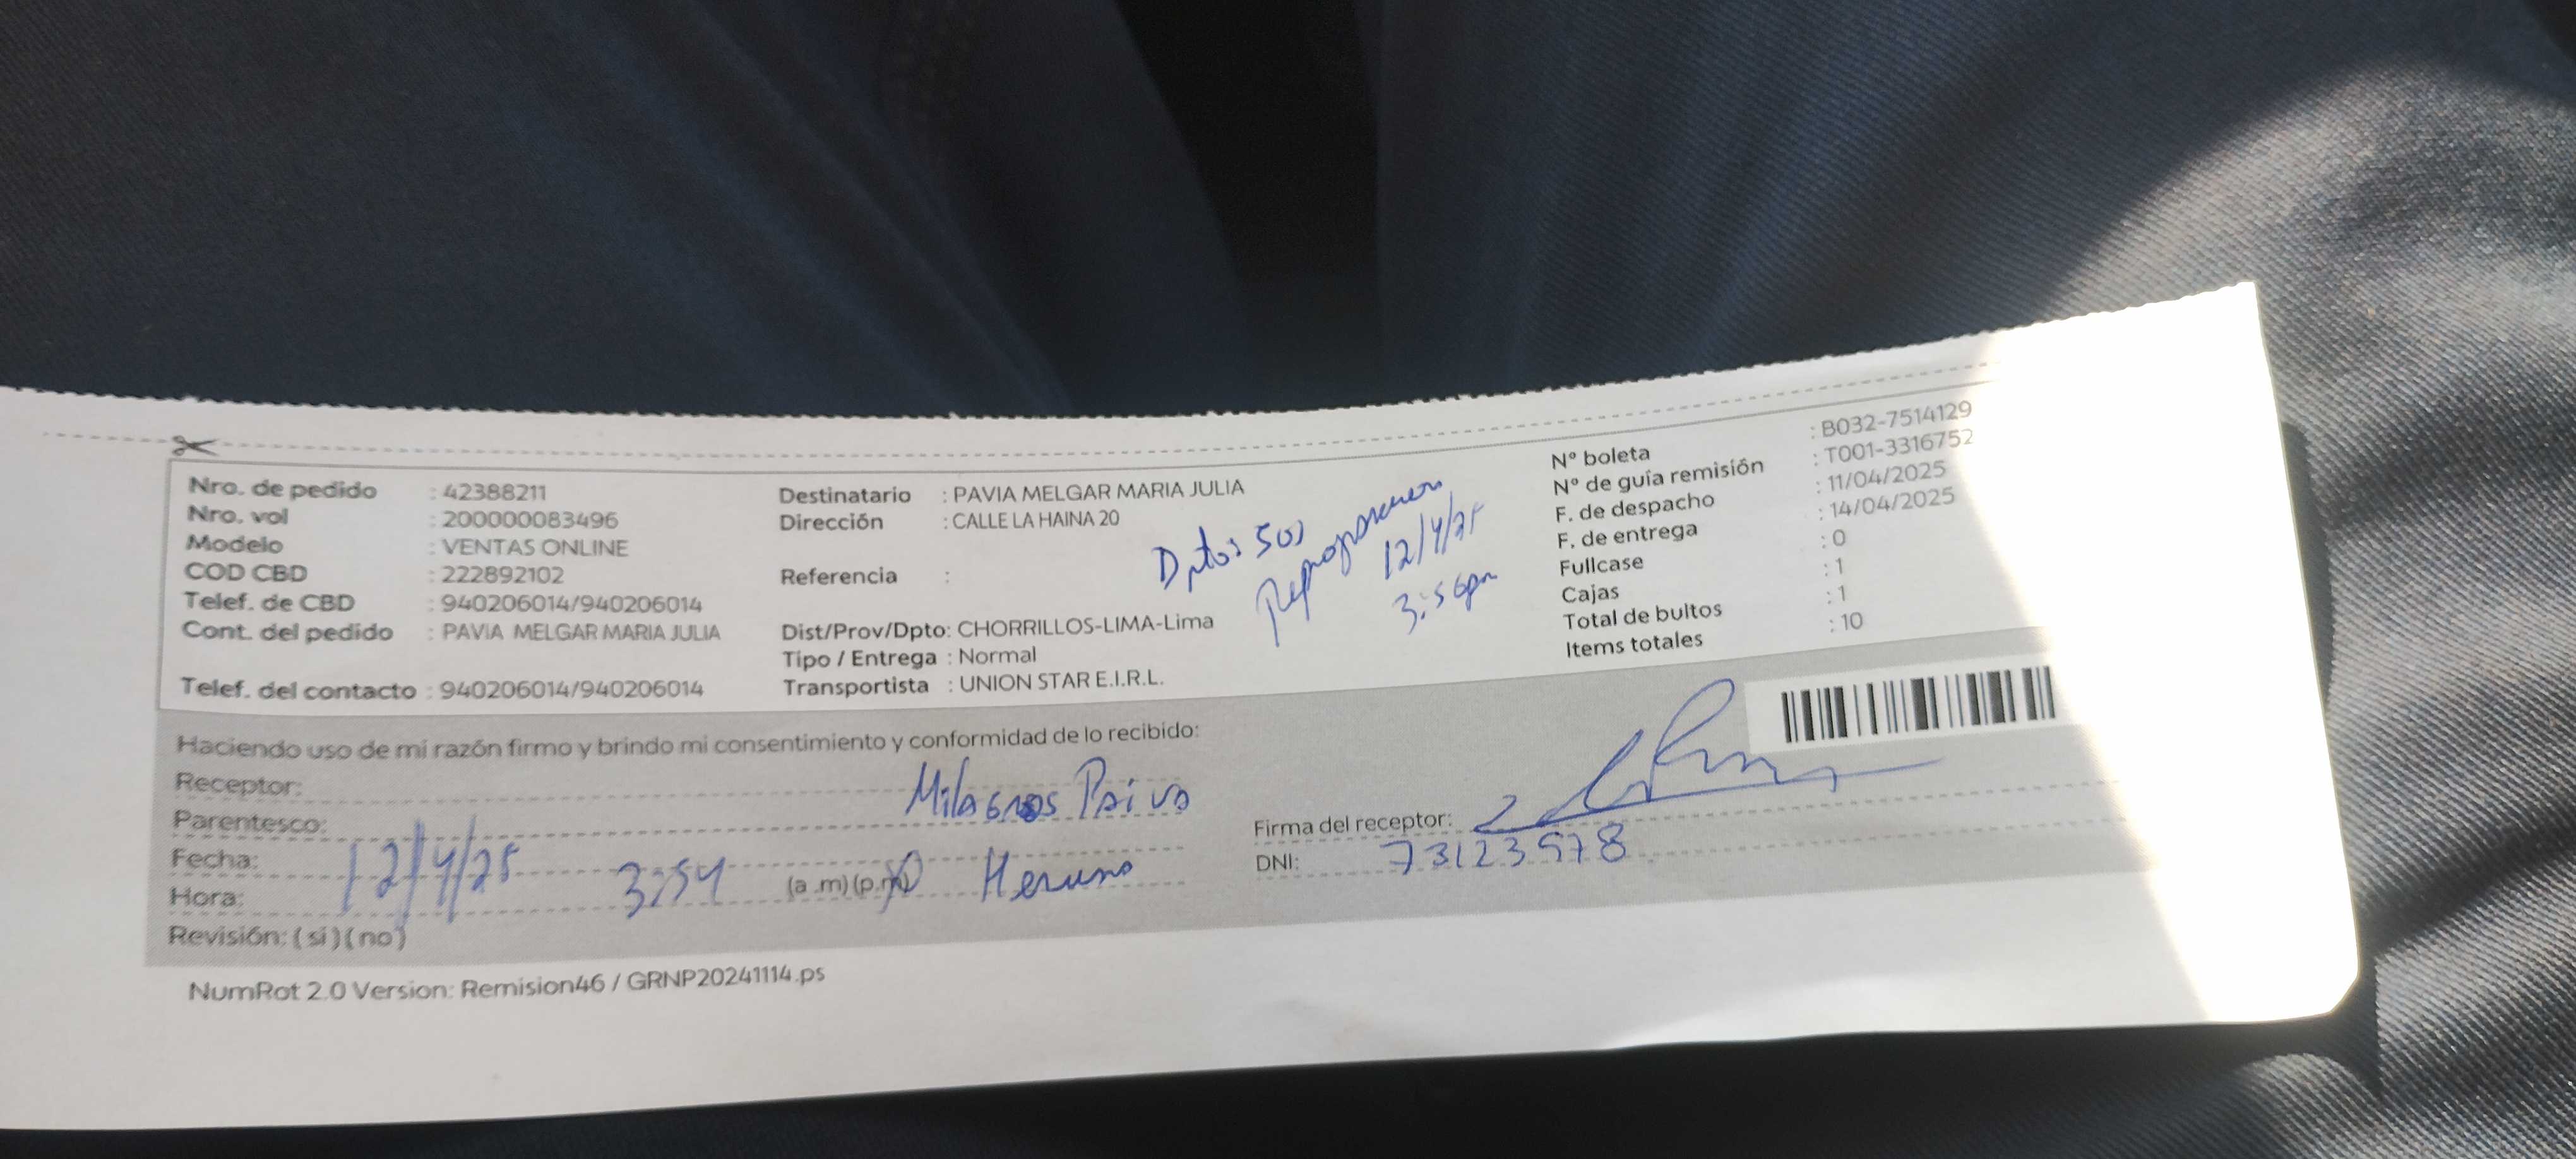 Nro. de pedido : 42388211
Nro. vol : 200000083496
Modelo : VENTAS ONLINE
COD CBD : 222892102
Telef. de CBD : 940206014/940206014
Cont. del pedido : PAVIA MELGAR MARIA JULIA
Telef. del contacto : 940206014/940206014
Destinatario : PAVIA MELGAR MARIA JULIA
Dirección : CALLE LA HAINA 20
Referencia :
Dist/Prov/Dpto: CHORRILLOS-LIMA-Lima
Tipo / Entrega : Normal
Transportista : UNION STAR E.I.R.L.
12/4/25
3:56pm
Nº boleta : B032-7514129
Nº de guía remisión : T001-3316752
F. de despacho : 11/04/2025
F. de entrega : 14/04/2025
Fullcase : 0
Cajas : 1
Total de bultos : 1
Items totales : 10
Haciendo uso de mi razón firmo y brindo mi consentimiento y conformidad de lo recibido:
Receptor: Milagros Paiva
Parentesco:
Fecha: 12/4/25
Hora: 3:54 (a.m)(p.m)
Revisión: (si)(no)
Firma del receptor:
DNI: 73123578
NumRot 2.0 Version: Remision46 / GRNP20241114.ps